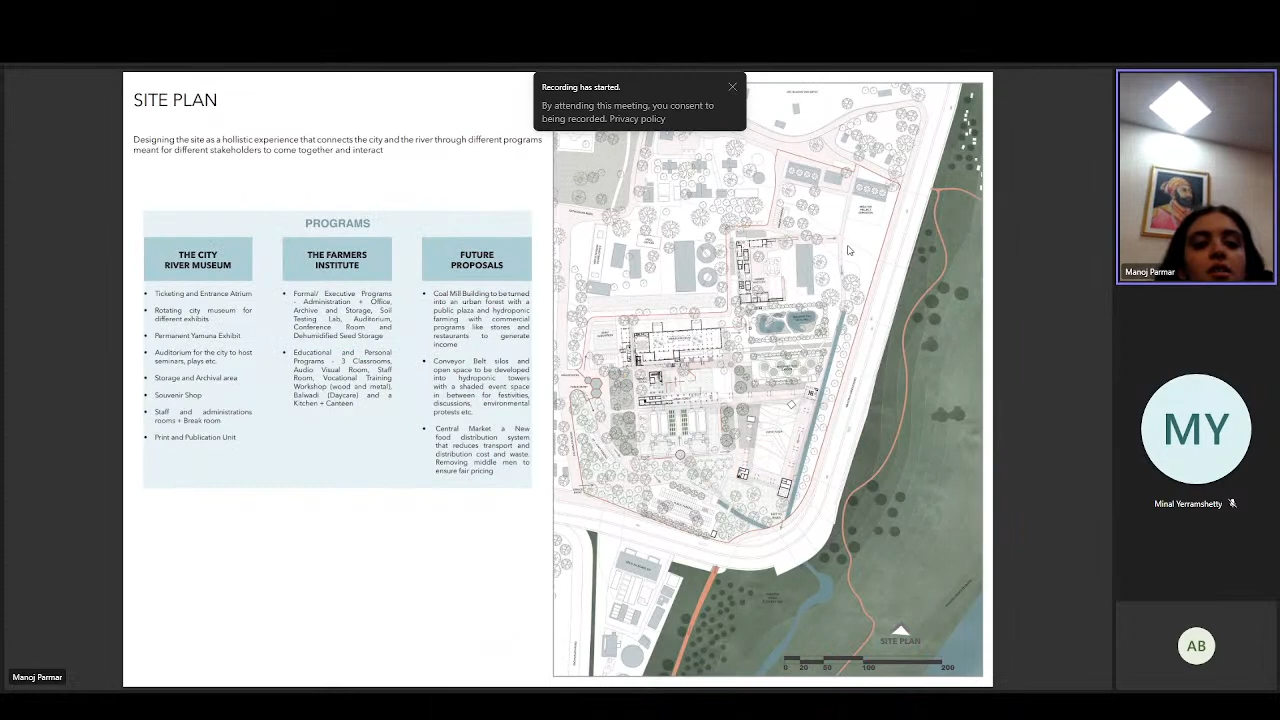 SITE PLAN
Designing the site as a hollistic experience that connects the city and the river through different programs
meant for different stakeholders to come together and interact
PROGRAMS
THE CITY
RIVER MUSEUM
• Ticketing and Entrance Atrium
• Rotating city museum for
different exhibits
• Permanent Yamuna Exhibit
• Auditorium for the city to host
seminars, plays etc.
• Storage and Archival area
• Souvenir Shop
• Staff and administrations
rooms + Break room
• Print and Publication Unit
THE FARMERS
INSTITUTE
• Formal/ Executive Programs
- Administration + Office,
Archive and Storage, Soil
Testing Lab, Auditorium,
Conference Room and
Dehumidified Seed Storage
• Educational and Personal
Programs - 3 Classrooms,
Audio Visual Room, Staff
Room, Vocational Training
Workshop (wood and metal),
Balwadi (Daycare) and a
Kitchen + Canteen
FUTURE
PROPOSALS
• Coal Mill Building to be turned
into an urban forest with a
public plaza and hydroponic
farming with commercial
programs like stores and
restaurants to generate
income
• Conveyor Belt silos and
open space to be developed
into hydroponic towers
with a shaded event space
in between for festivities,
discussions, environmental
protests etc.
• Central Market a New
food distribution system
that reduces transport and
distribution cost and waste.
Removing middle men to
ensure fair pricing
Recording has started.
By attending this meeting, you consent to
being recorded. Privacy policy
SITE PLAN
0 20 50 100 200
Manoj Parmar
MY
Minal Yerramshetty
AB
Manoj Parmar